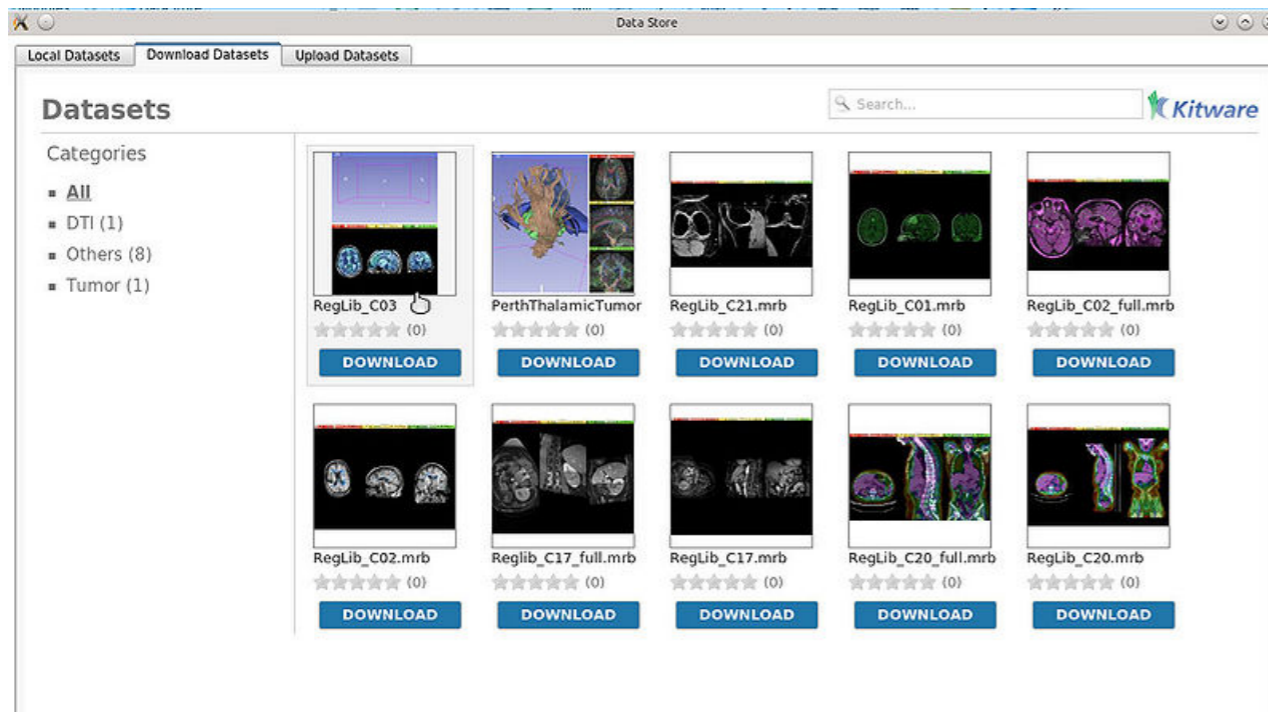 Data Store
Local Datasets Download Datasets Upload Datasets
Datasets
Search...
Kitware
Categories
All
DTI (1)
Others (8)
Tumor (1)
RegLib_C03 PerthThalamicTumor RegLib_C21.mrb RegLib_C01.mrb RegLib_C02_full.mrb
(0) (0) (0) (0) (0)
DOWNLOAD DOWNLOAD DOWNLOAD DOWNLOAD DOWNLOAD
RegLib_C02.mrb Reglib_C17_full.mrb RegLib_C17.mrb RegLib_C20_full.mrb RegLib_C20.mrb
(0) (0) (0) (0) (0)
DOWNLOAD DOWNLOAD DOWNLOAD DOWNLOAD DOWNLOAD